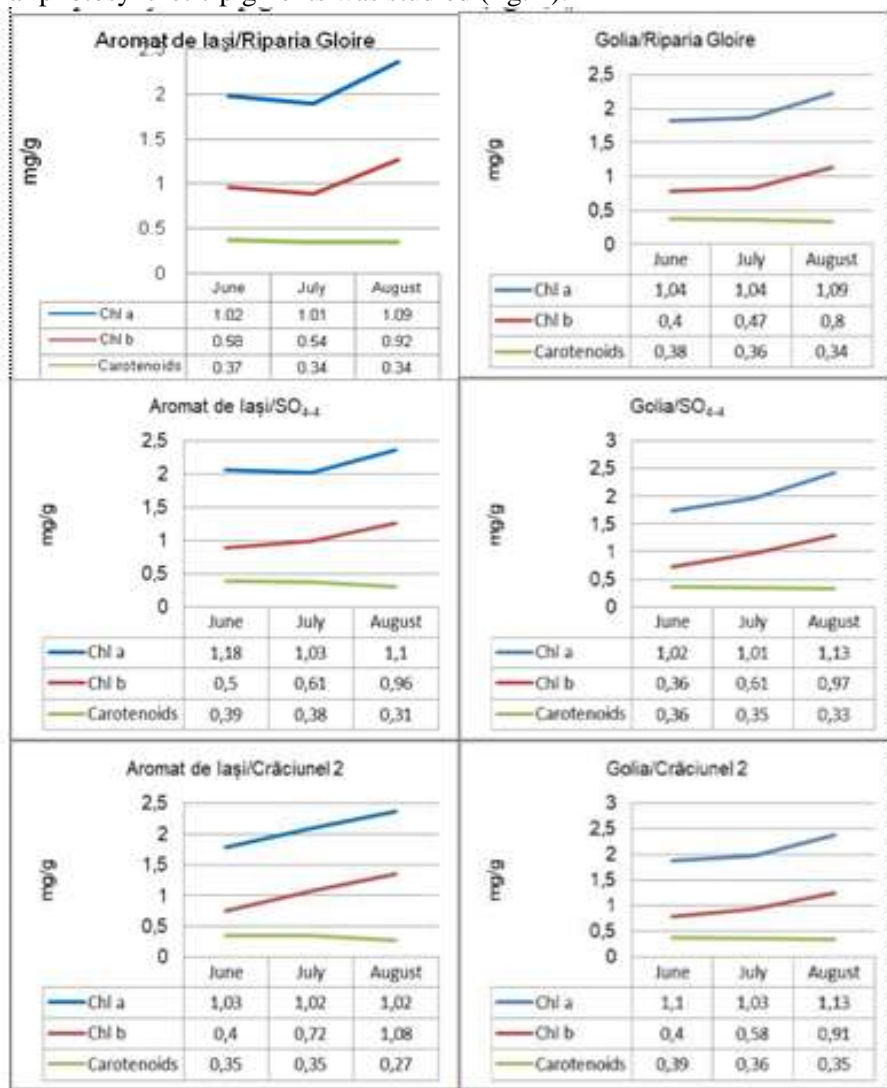 photosynthetic pigments was studied
Aromat de Iaşi/Riparia Gloire
mg/g
2.5
2
1.5
1
0.5
0
June July August
Chl a 1.02 1.01 1.09
Chl b 0.58 0.54 0.92
Carotenoids 0.37 0.34 0.34
Golia/Riparia Gloire
mg/g
2,5
2
1,5
1
0,5
0
June July August
Chl a 1,04 1,04 1,09
Chl b 0,4 0,47 0,8
Carotenoids 0,38 0,36 0,34
Aromat de Iaşi/SO₄₋₄
mg/g
2,5
2
1,5
1
0,5
0
June July August
Chl a 1,18 1,03 1,1
Chl b 0,5 0,61 0,96
Carotenoids 0,39 0,38 0,31
Golia/SO₄₋₄
mg/g
3
2,5
2
1,5
1
0,5
0
June July August
Chl a 1,02 1,01 1,13
Chl b 0,36 0,61 0,97
Carotenoids 0,36 0,35 0,33
Aromat de Iaşi/Crăciunel 2
mg/g
2,5
2
1,5
1
0,5
0
June July August
Chl a 1,03 1,02 1,02
Chl b 0,4 0,72 1,08
Carotenoids 0,35 0,35 0,27
Golia/Crăciunel 2
mg/g
3
2,5
2
1,5
1
0,5
0
June July August
Chl a 1,1 1,03 1,13
Chl b 0,4 0,58 0,91
Carotenoids 0,39 0,36 0,35